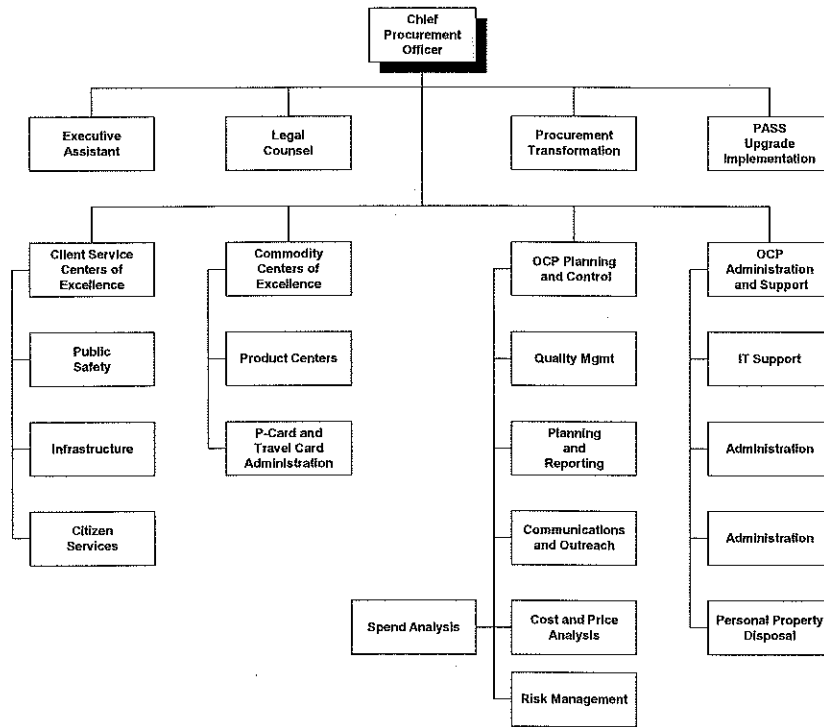 Chief
Procurement
Officer
Executive
Assistant
Legal
Counsel
Procurement
Transformation
PASS
Upgrade
Implementation
Client Service
Centers of
Excellence
Commodity
Centers of
Excellence
OCP Planning
and Control
OCP
Administration
and Support
Public
Safety
Product Centers
Quality Mgmt
IT Support
Infrastructure
P-Card and
Travel Card
Administration
Planning
and
Reporting
Administration
Citizen
Services
Communications
and Outreach
Administration
Spend Analysis
Cost and Price
Analysis
Personal Property
Disposal
Risk Management